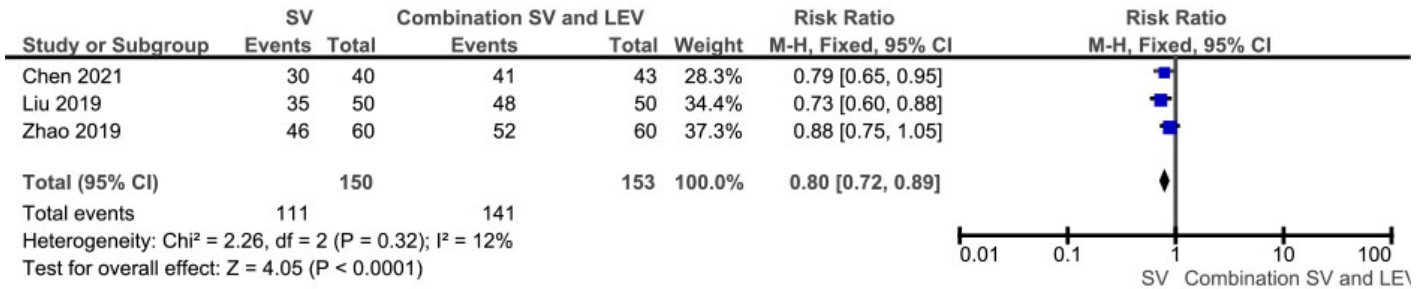 SV Combination SV and LEV Risk Ratio Risk Ratio
Study or Subgroup Events Total Events Total Weight M-H, Fixed, 95% CI M-H, Fixed, 95% CI
Chen 2021 30 40 41 43 28.3% 0.79 [0.65, 0.95]
Liu 2019 35 50 48 50 34.4% 0.73 [0.60, 0.88]
Zhao 2019 46 60 52 60 37.3% 0.88 [0.75, 1.05]
Total (95% CI) 150 153 100.0% 0.80 [0.72, 0.89]
Total events 111 141
Heterogeneity: Chi² = 2.26, df = 2 (P = 0.32); I² = 12%
Test for overall effect: Z = 4.05 (P < 0.0001)
0.01 0.1 1 10 100
SV Combination SV and LEV